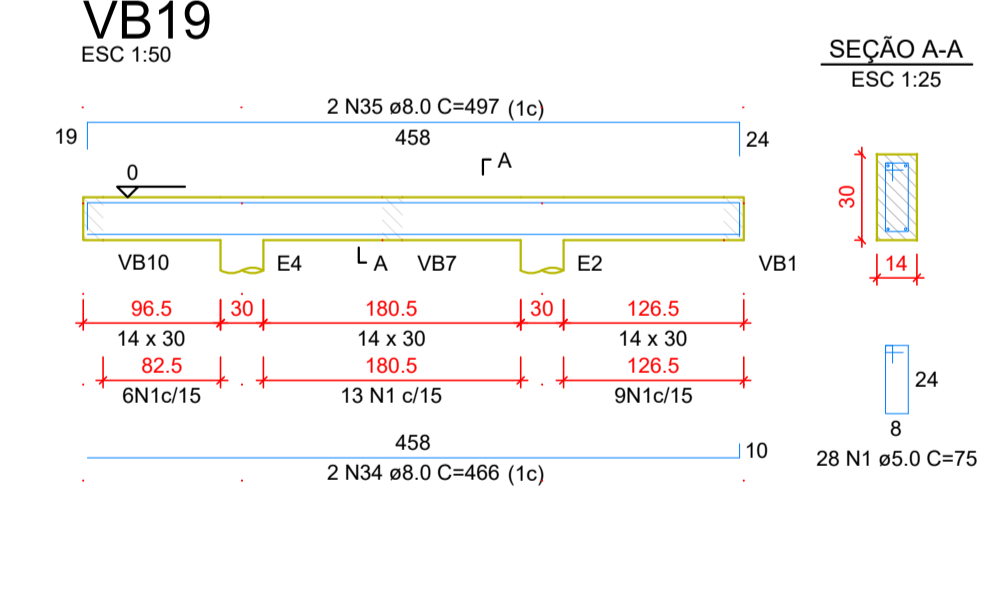 VB19
ESC 1:50
SEÇÃO A-A
ESC 1:25
2 N35 ø8.0 C=497 (1c)
19
458
24
A
0
30
VB10
E4
A
VB7
E2
VB1
14
96.5
30
180.5
30
126.5
14 x 30
14 x 30
14 x 30
82.5
180.5
126.5
6N1c/15
13 N1 c/15
9N1c/15
24
8
28 N1 ø5.0 C=75
458
10
2 N34 ø8.0 C=466 (1c)